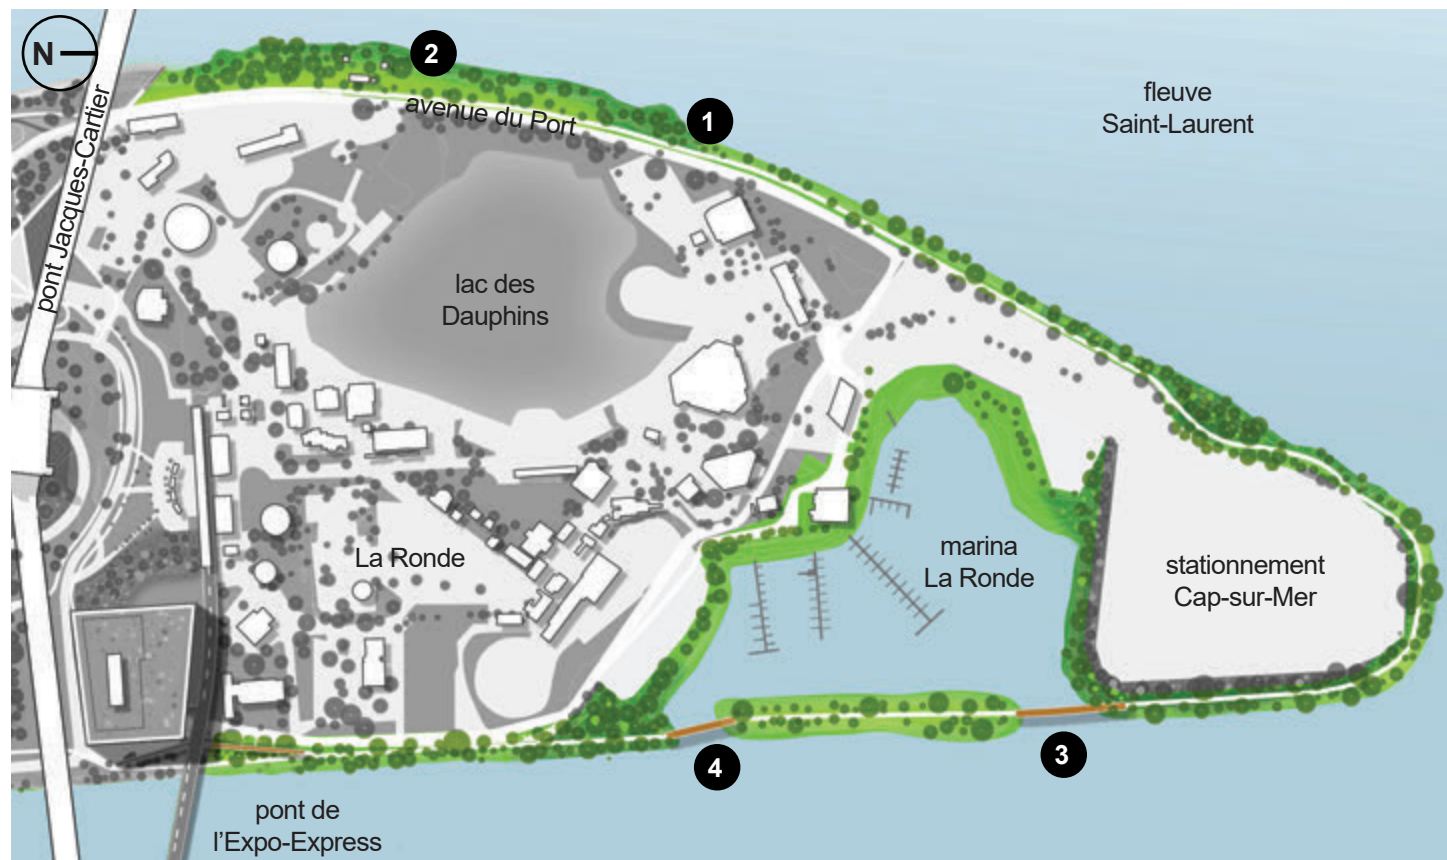 N
2
1
avenue du Port
fleuve
Saint-Laurent
pont Jacques-Cartier
lac des
Dauphins
La Ronde
marina
La Ronde
stationnement
Cap-sur-Mer
4
3
pont de
l'Expo-Express